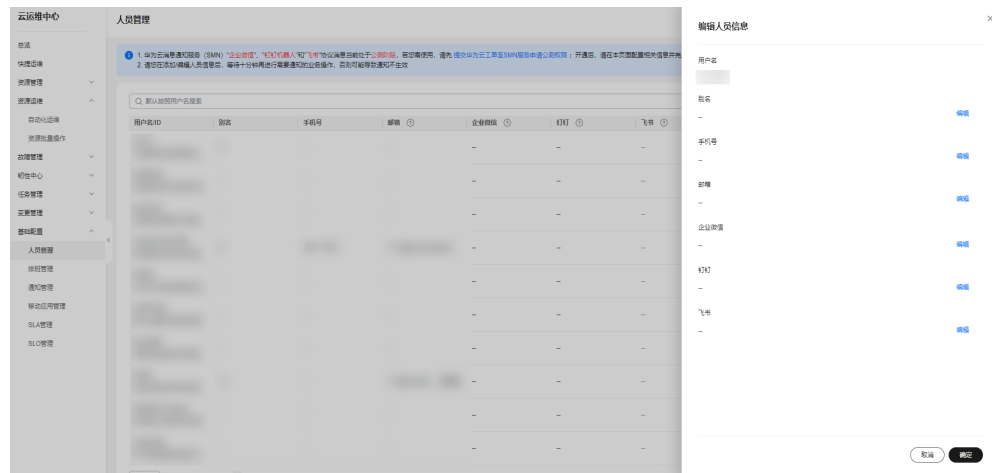 云运维中心
总览
快捷运维
资源管理
资源运维
自动化运维
资源批量操作
故障管理
韧性中心
任务管理
变更管理
基础配置
人员管理
排班管理
通知管理
移动应用管理
SLA管理
SLO管理
人员管理
1. 华为云消息通知服务（SMN）“企业微信”、“钉钉机器人”和“飞书”协议消息当前处于公测阶段，若您需使用，请先 提交华为云工单至SMN服务申请公测权限 ；开通后，请在本页面配置相关信息并完
2. 请您在添加/编辑人员信息后，等待十分钟再进行需要通知的业务操作，否则可能导致通知不生效
默认按照用户名搜索
用户名/ID 别名 手机号 邮箱 企业微信 钉钉 飞书
-- -- --
-- -- --
-- -- --
-- -- --
-- -- --
-- -- --
-- -- --
-- -- --
-- -- --
-- -- --
编辑人员信息
用户名
别名
-- 编辑
手机号
-- 编辑
邮箱
-- 编辑
企业微信
-- 编辑
钉钉
-- 编辑
飞书
-- 编辑
取消 确定